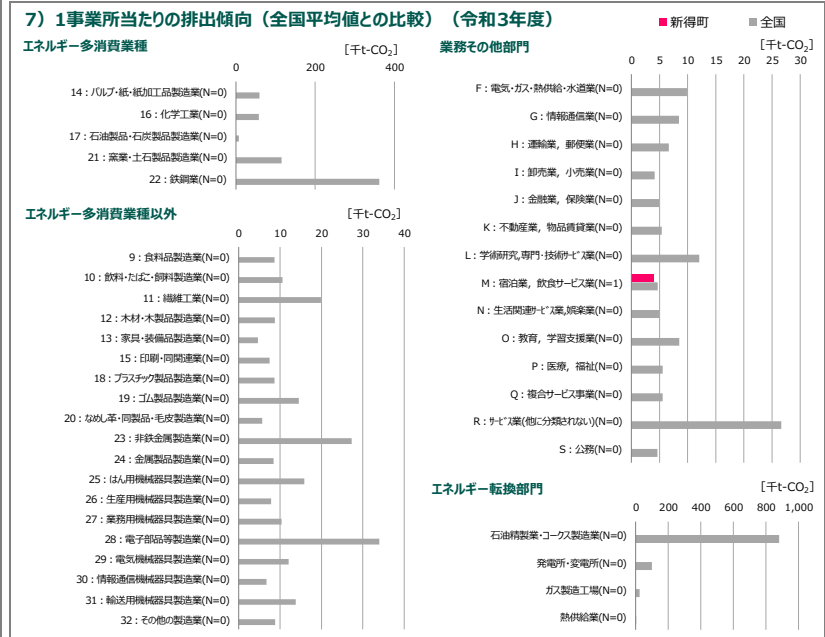 7）1事業所当たりの排出傾向（全国平均値との比較）（令和3年度）
■新得町 ■全国
エネルギー多消費業種
［千t-CO₂］
0 200 400
14：パルプ・紙・紙加工品製造業(N=0)
16：化学工業(N=0)
17：石油製品・石炭製品製造業(N=0)
21：窯業・土石製品製造業(N=0)
22：鉄鋼業(N=0)
エネルギー多消費業種以外
［千t-CO₂］
0 10 20 30 40
9：食料品製造業(N=0)
10：飲料・たばこ・飼料製造業(N=0)
11：繊維工業(N=0)
12：木材・木製品製造業(N=0)
13：家具・装備品製造業(N=0)
15：印刷・同関連業(N=0)
18：プラスチック製品製造業(N=0)
19：ゴム製品製造業(N=0)
20：なめし革・同製品・毛皮製造業(N=0)
23：非鉄金属製造業(N=0)
24：金属製品製造業(N=0)
25：はん用機械器具製造業(N=0)
26：生産用機械器具製造業(N=0)
27：業務用機械器具製造業(N=0)
28：電子部品等製造業(N=0)
29：電気機械器具製造業(N=0)
30：情報通信機械器具製造業(N=0)
31：輸送用機械器具製造業(N=0)
32：その他の製造業(N=0)
業務その他部門
［千t-CO₂］
0 5 10 15 20 25 30
F：電気・ガス・熱供給・水道業(N=0)
G：情報通信業(N=0)
H：運輸業，郵便業(N=0)
I：卸売業，小売業(N=0)
J：金融業，保険業(N=0)
K：不動産業，物品賃貸業(N=0)
L：学術研究,専門・技術ｻｰﾋﾞｽ業(N=0)
M：宿泊業，飲食サービス業(N=1)
N：生活関連ｻｰﾋﾞｽ業,娯楽業(N=0)
O：教育，学習支援業(N=0)
P：医療，福祉(N=0)
Q：複合サービス事業(N=0)
R：ｻｰﾋﾞｽ業(他に分類されない)(N=0)
S：公務(N=0)
エネルギー転換部門
［千t-CO₂］
0 200 400 600 800 1,000
石油精製業・コークス製造業(N=0)
発電所・変電所(N=0)
ガス製造工場(N=0)
熱供給業(N=0)